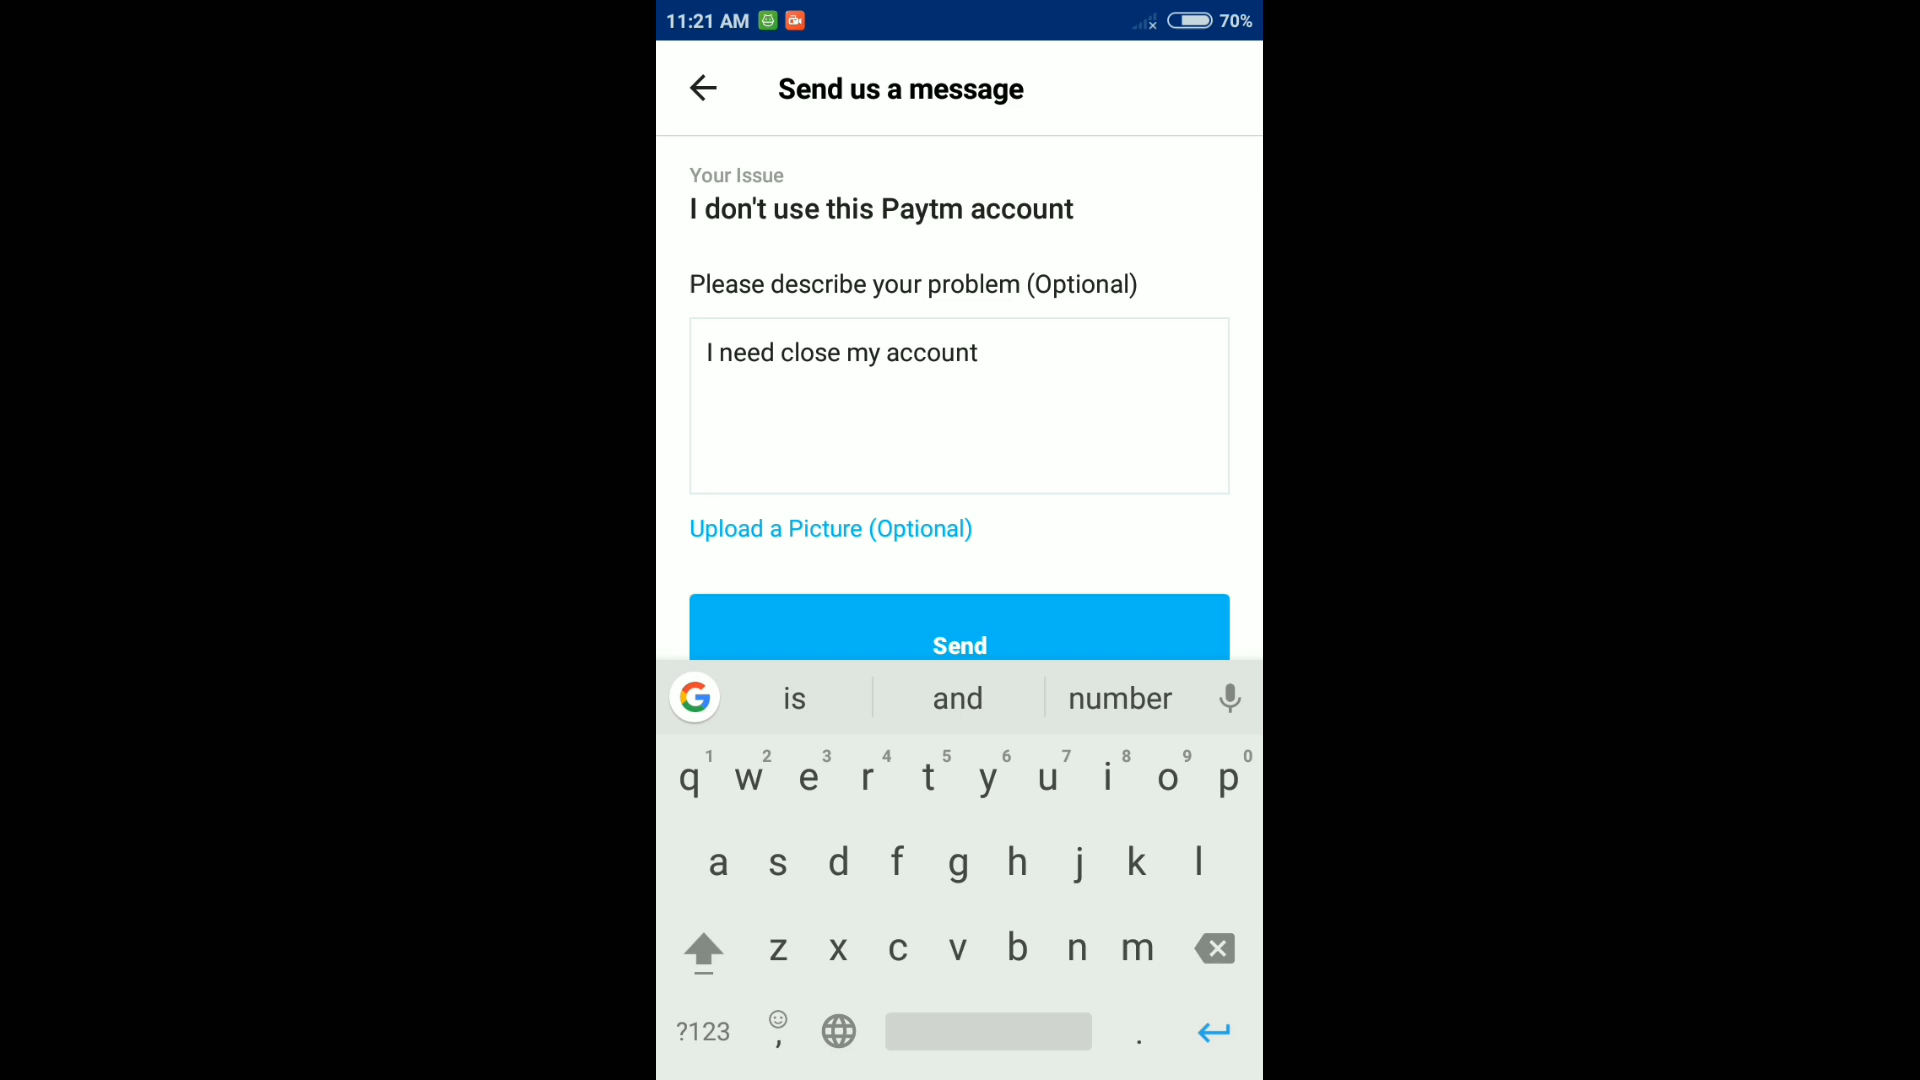 11:21 AM 70%
Send us a message
Your Issue
I don't use this Paytm account
Please describe your problem (Optional)
I need close my account
Upload a Picture (Optional)
Send
G is and number
1 2 3 4 5 6 7 8 9 0
q w e r t y u i o p
a s d f g h j k l
z x c v b n m
?123 , .